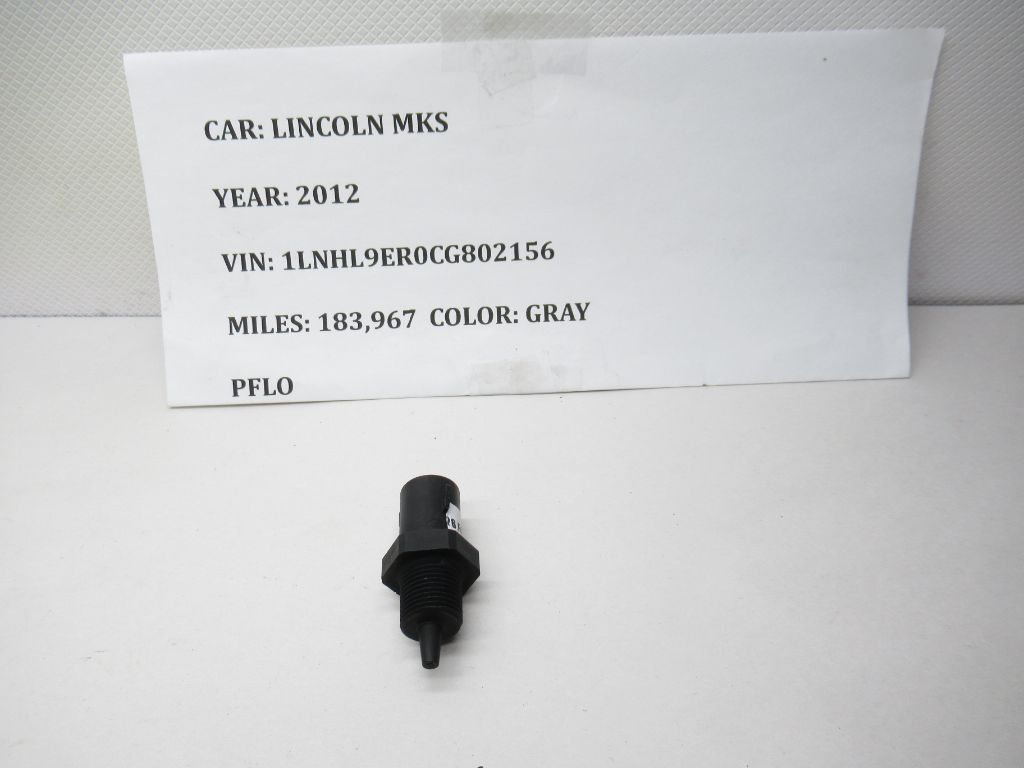 CAR: LINCOLN MKS
YEAR: 2012
VIN: 1LNHL9ER0CG802156
MILES: 183,967 COLOR: GRAY
PFLO